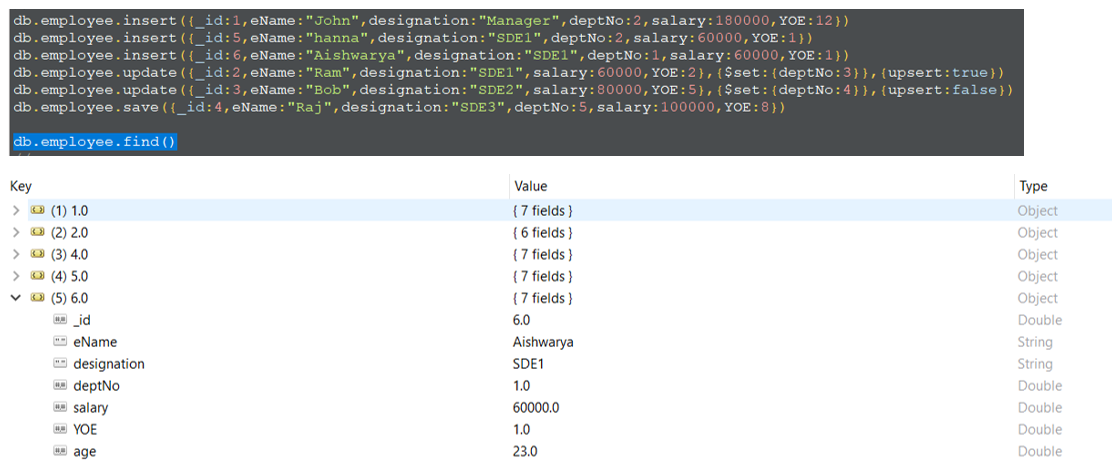 db.employee.insert({_id:1,eName:"John",designation:"Manager",deptNo:2,salary:180000,YOE:12})
db.employee.insert({_id:5,eName:"hanna",designation:"SDE1",deptNo:2,salary:60000,YOE:1})
db.employee.insert({_id:6,eName:"Aishwarya",designation:"SDE1",deptNo:1,salary:60000,YOE:1})
db.employee.update({_id:2,eName:"Ram",designation:"SDE1",salary:60000,YOE:2},{$set:{deptNo:3}},{upsert:true})
db.employee.update({_id:3,eName:"Bob",designation:"SDE2",salary:80000,YOE:5},{$set:{deptNo:4}},{upsert:false})
db.employee.save({_id:4,eName:"Raj",designation:"SDE3",deptNo:5,salary:100000,YOE:8})
db.employee.find()
Key Value Type
(1) 1.0 { 7 fields } Object
(2) 2.0 { 6 fields } Object
(3) 4.0 { 7 fields } Object
(4) 5.0 { 7 fields } Object
(5) 6.0 { 7 fields } Object
_id 6.0 Double
eName Aishwarya String
designation SDE1 String
deptNo 1.0 Double
salary 60000.0 Double
YOE 1.0 Double
age 23.0 Double